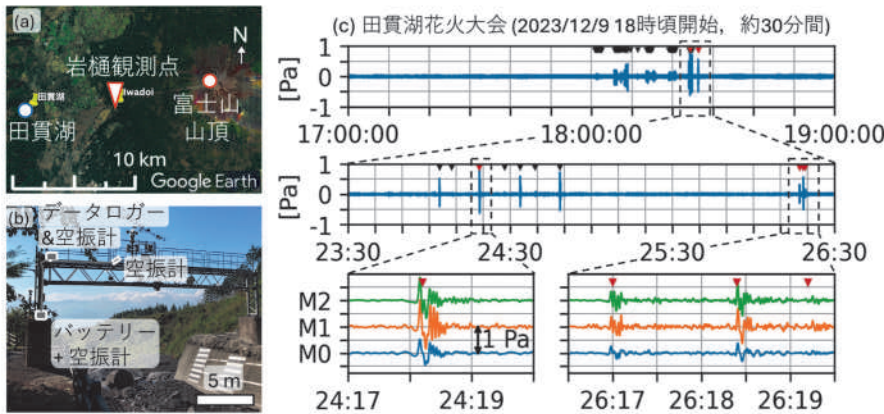 (a)
N
岩樋観測点
田貫湖
Iwadoi
田貫湖
富士山
山頂
10 km
Google Earth
(b)
データロガー
&空振計
空振計
バッテリー
+ 空振計
5 m
(c) 田貫湖花火大会 (2023/12/9 18時頃開始，約30分間)
[Pa]
1
0
-1
17:00:00 18:00:00 19:00:00
[Pa]
1
0
-1
23:30 24:30 25:30 26:30
M2
M1
M0
1 Pa
24:17 24:19
26:17 26:18 26:19